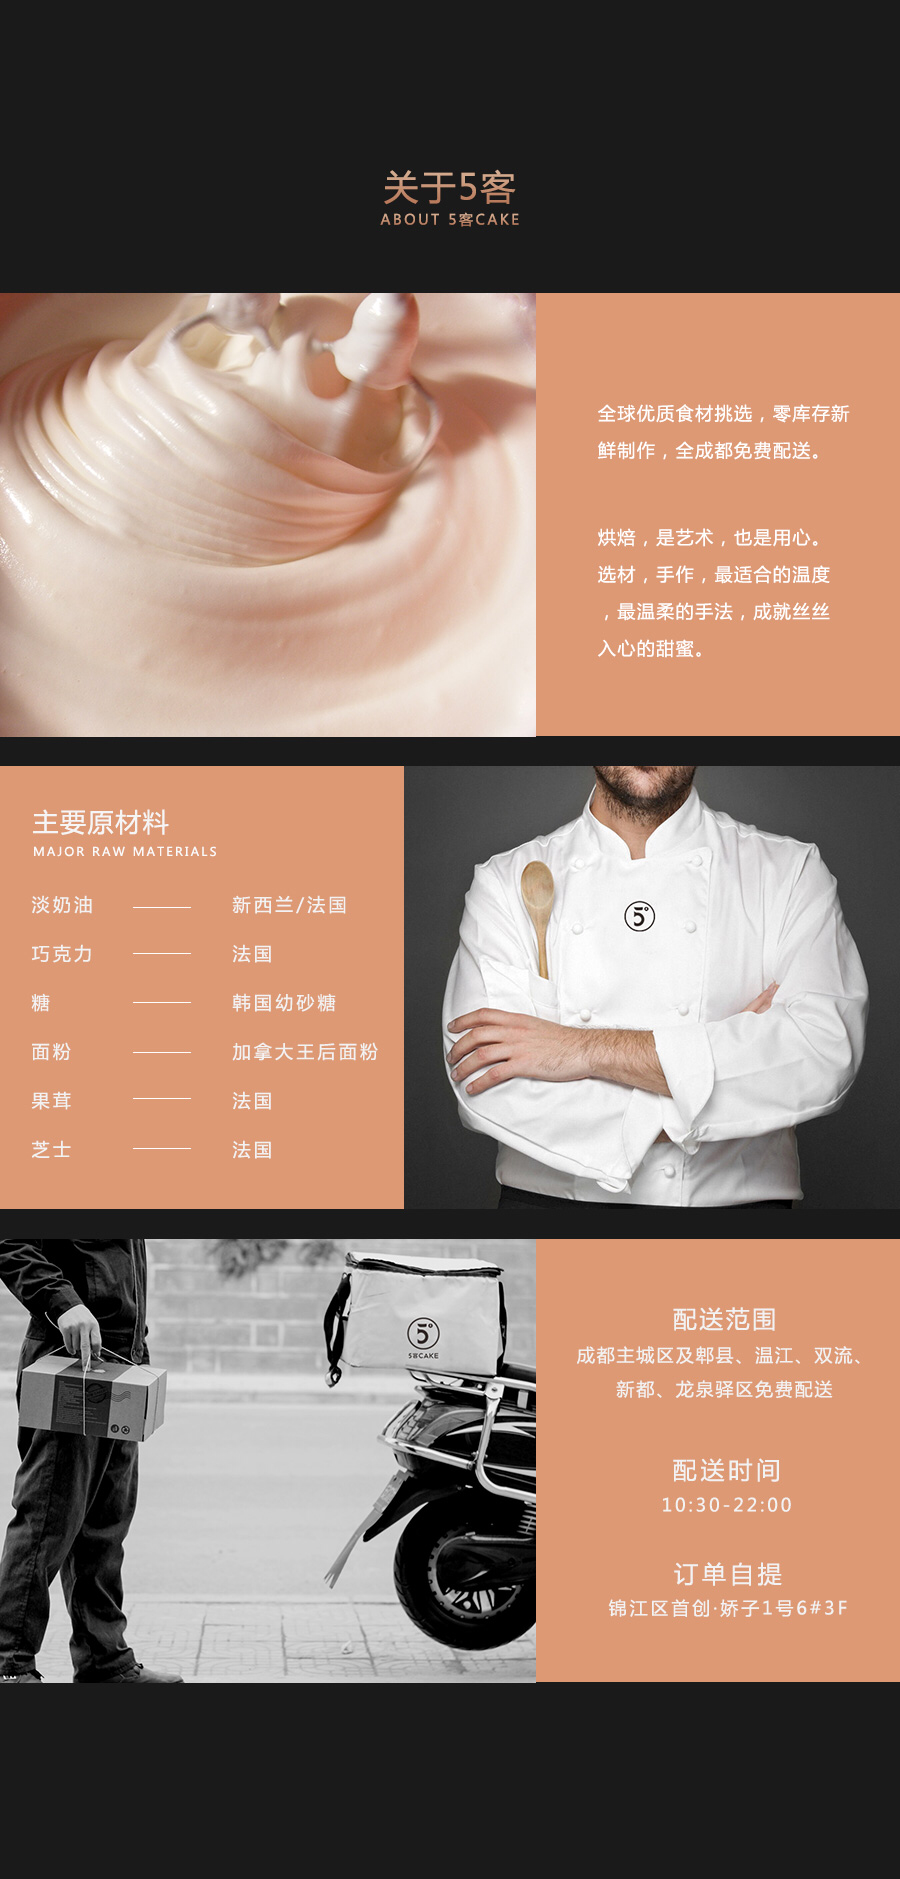 关于5客
ABOUT 5客CAKE
全球优质食材挑选，零库存新
鲜制作，全成都免费配送。
烘焙，是艺术，也是用心。
选材，手作，最适合的温度
，最温柔的手法，成就丝丝
入心的甜蜜。
主要原材料
MAJOR RAW MATERIALS
淡奶油 新西兰/法国
巧克力 法国
糖 韩国幼砂糖
面粉 加拿大王后面粉
果茸 法国
芝士 法国
5°
5°
5客CAKE
配送范围
成都主城区及郫县、温江、双流、
新都、龙泉驿区免费配送
配送时间
10:30-22:00
订单自提
锦江区首创·娇子1号6#3F